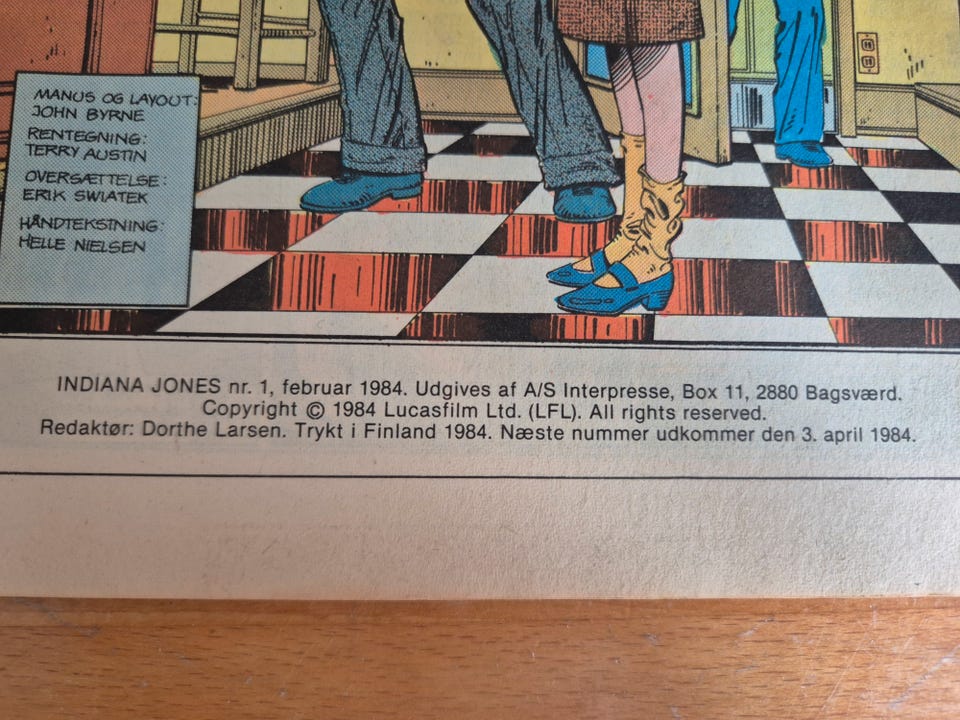 MANUS OG LAYOUT:
JOHN BYRNE
RENTEGNING:
TERRY AUSTIN
OVERSÆTTELSE:
ERIK SWIATEK
HÅNDTEKSTNING:
HELLE NIELSEN
INDIANA JONES nr. 1, februar 1984. Udgives af A/S Interpresse, Box 11, 2880 Bagsværd.
Copyright © 1984 Lucasfilm Ltd. (LFL). All rights reserved.
Redaktør: Dorthe Larsen. Trykt i Finland 1984. Næste nummer udkommer den 3. april 1984.